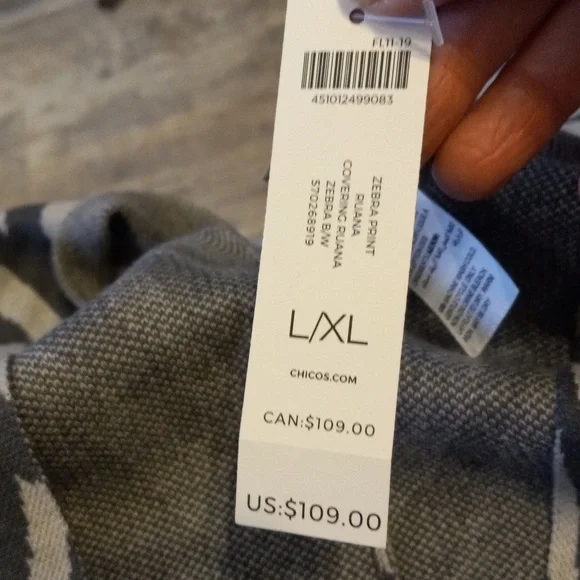 FL11-19
451012499083
ZEBRA PRINT
RUANA
COVERING RUANA
ZEBRA B/W
570268919
L/XL
CHICOS.COM
CAN:$109.00
US:$109.00